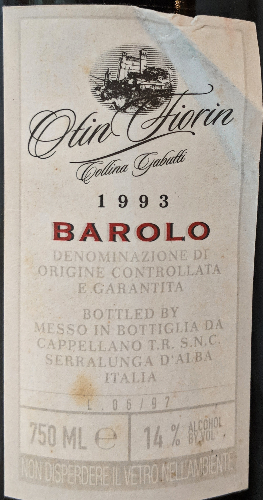 Otin Fiorin
Collina Gabutti
1993
BAROLO
DENOMINAZIONE DI
ORIGINE CONTROLLATA
E GARANTITA
BOTTLED BY
MESSO IN BOTTIGLIA DA
CAPPELLANO T.R. S.N.C.
SERRALUNGA D'ALBA
ITALIA
L. 06/97
750 ML e 14 % ALCOHOL BY VOL.
NON DISPERDERE IL VETRO NELL'AMBIENTE